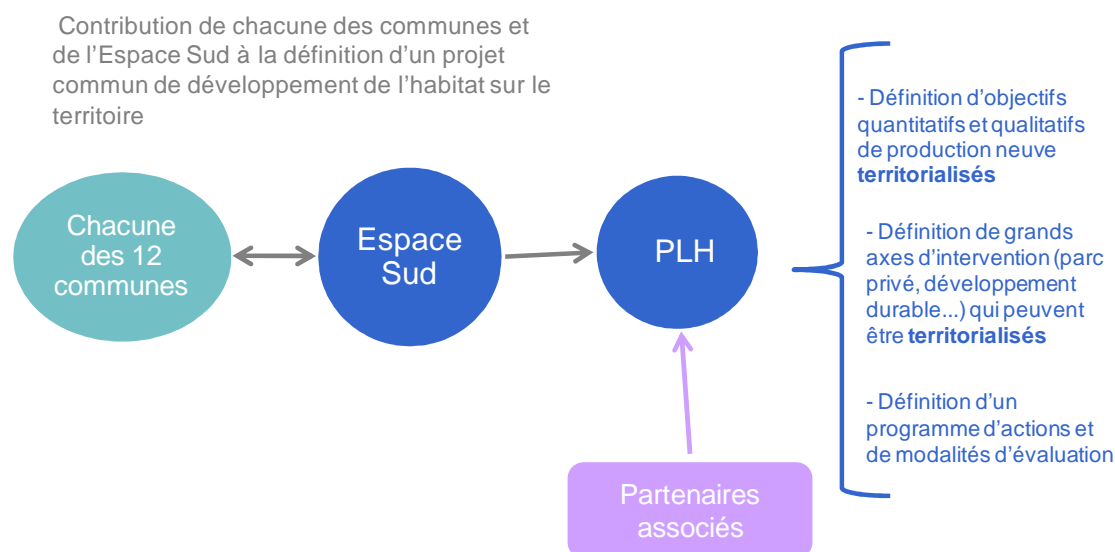 Contribution de chacune des communes et
de l’Espace Sud à la définition d’un projet
commun de développement de l’habitat sur le
territoire
Chacune
des 12
communes
Espace
Sud
PLH
Partenaires
associés
- Définition d’objectifs
quantitatifs et qualitatifs
de production neuve
territorialisés
- Définition de grands
axes d’intervention (parc
privé, développement
durable...) qui peuvent
être territorialisés
- Définition d’un
programme d’actions et
de modalités d’évaluation